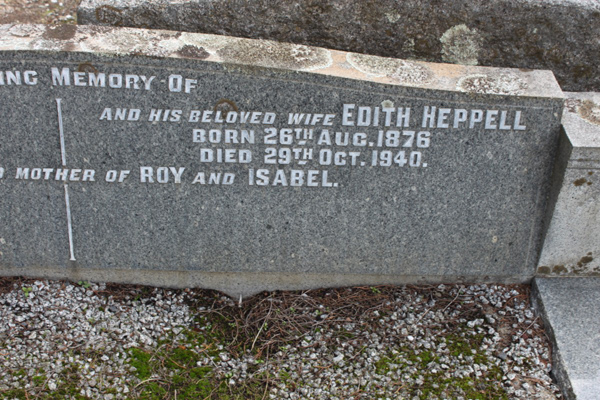 ING MEMORY OF
AND HIS BELOVED WIFE EDITH HEPPELL
BORN 26TH AUG. 1876
DIED 29TH OCT. 1940.
MOTHER OF ROY AND ISABEL.